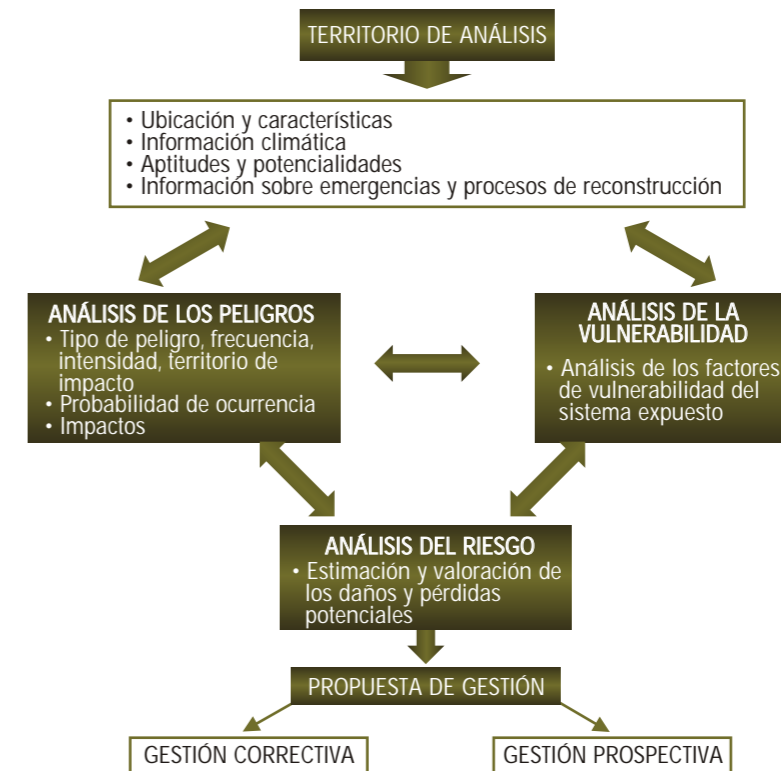 TERRITORIO DE ANÁLISIS
• Ubicación y características
• Información climática
• Aptitudes y potencialidades
• Información sobre emergencias y procesos de reconstrucción
ANÁLISIS DE LOS PELIGROS
• Tipo de peligro, frecuencia,
intensidad, territorio de
impacto
• Probabilidad de ocurrencia
• Impactos
ANÁLISIS DE LA
VULNERABILIDAD
• Análisis de los factores
de vulnerabilidad del
sistema expuesto
ANÁLISIS DEL RIESGO
• Estimación y valoración de
los daños y pérdidas
potenciales
PROPUESTA DE GESTIÓN
GESTIÓN CORRECTIVA
GESTIÓN PROSPECTIVA